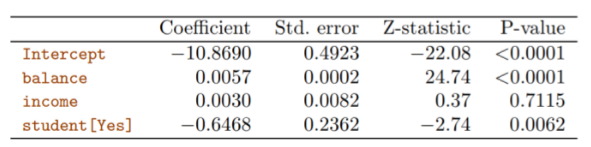 Coefficient Std. error Z-statistic P-value
Intercept −10.8690 0.4923 −22.08 <0.0001
balance 0.0057 0.0002 24.74 <0.0001
income 0.0030 0.0082 0.37 0.7115
student[Yes] −0.6468 0.2362 −2.74 0.0062